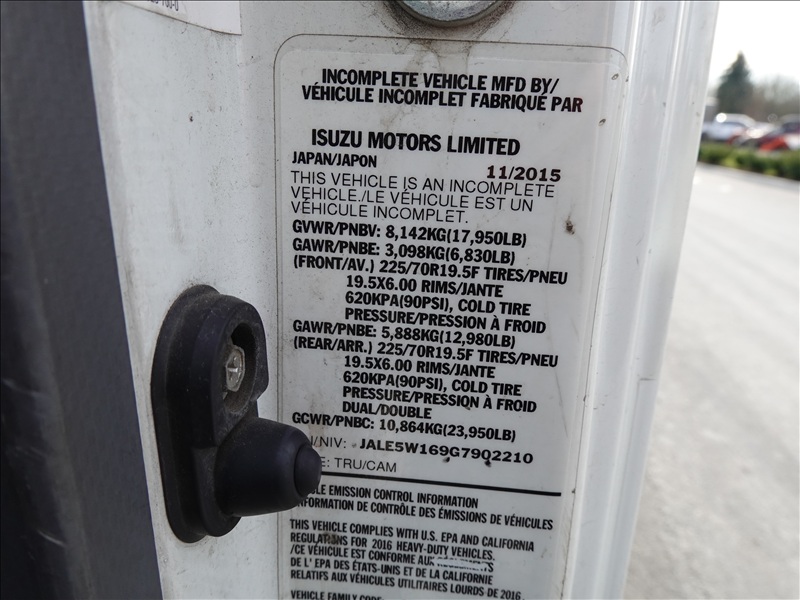 INCOMPLETE VEHICLE MFD BY/
VÉHICULE INCOMPLET FABRIQUÉ PAR
ISUZU MOTORS LIMITED
JAPAN/JAPON 11/2015
THIS VEHICLE IS AN INCOMPLETE
VEHICLE./LE VÉHICULE EST UN
VÉHICULE INCOMPLET.
GVWR/PNBV: 8,142KG(17,950LB)
GAWR/PNBE: 3,098KG(6,830LB)
(FRONT/AV.) 225/70R19.5F TIRES/PNEU
19.5X6.00 RIMS/JANTE
620KPA(90PSI), COLD TIRE
PRESSURE/PRESSION À FROID
GAWR/PNBE: 5,888KG(12,980LB)
(REAR/ARR.) 225/70R19.5F TIRES/PNEU
19.5X6.00 RIMS/JANTE
620KPA(90PSI), COLD TIRE
PRESSURE/PRESSION À FROID
DUAL/DOUBLE
GCWR/PNBC: 10,864KG(23,950LB)
/NIV: JALE5W169G7902210
: TRU/CAM
EMISSION CONTROL INFORMATION
INFORMATION DE CONTRÔLE DES ÉMISSIONS DE VÉHICULES
THIS VEHICLE COMPLIES WITH U.S. EPA AND CALIFORNIA
REGULATIONS FOR 2016 HEAVY-DUTY VEHICLES.
/CE VÉHICULE EST CONFORME AUX
DE L' EPA DES ÉTATS-UNIS ET DE LA CALIFORNIE
RELATIFS AUX VÉHICULES UTILITAIRES LOURDS DE 2016
VEHICLE FAMILY CODE: